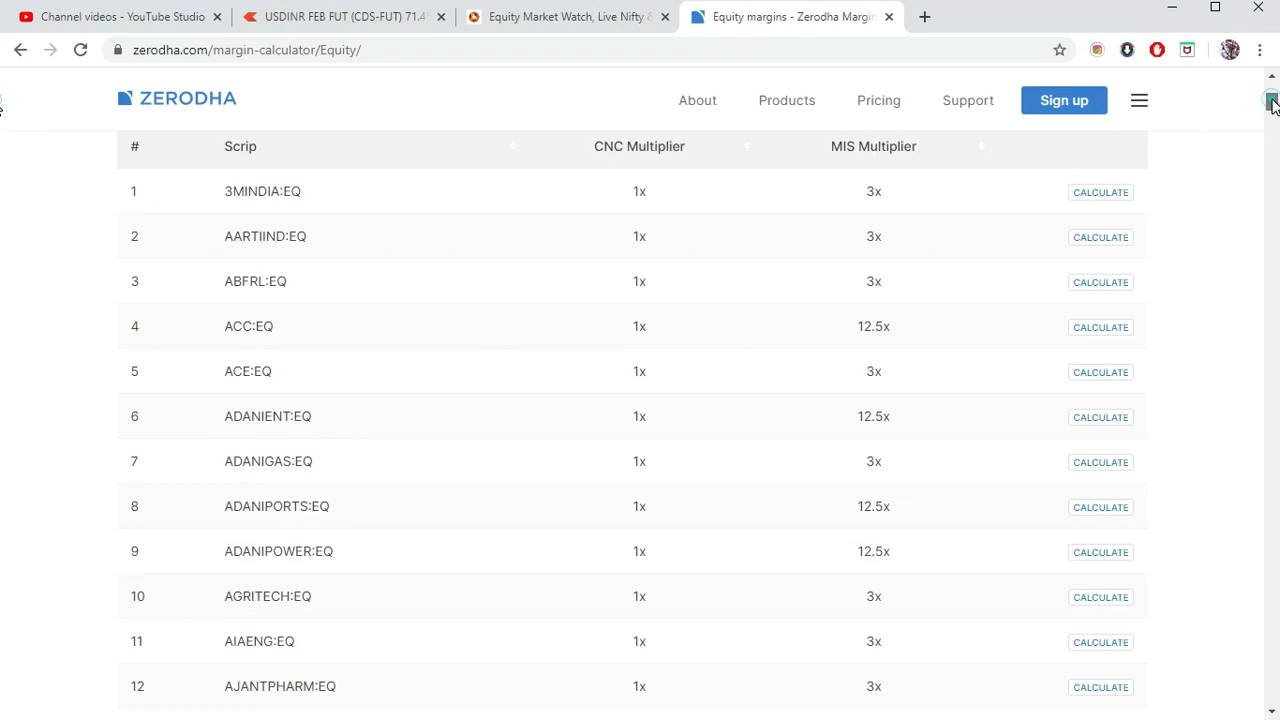 Channel videos - YouTube Studio
USDINR FEB FUT (CDS-FUT) 71.4
Equity Market Watch, Live Nifty &
Equity margins - Zerodha Margin
zerodha.com/margin-calculator/Equity/
ZERODHA
About Products Pricing Support Sign up
# Scrip CNC Multiplier MIS Multiplier
1 3MINDIA:EQ 1x 3x CALCULATE
2 AARTIIND:EQ 1x 3x CALCULATE
3 ABFRL:EQ 1x 3x CALCULATE
4 ACC:EQ 1x 12.5x CALCULATE
5 ACE:EQ 1x 3x CALCULATE
6 ADANIENT:EQ 1x 12.5x CALCULATE
7 ADANIGAS:EQ 1x 3x CALCULATE
8 ADANIPORTS:EQ 1x 12.5x CALCULATE
9 ADANIPOWER:EQ 1x 12.5x CALCULATE
10 AGRITECH:EQ 1x 3x CALCULATE
11 AIAENG:EQ 1x 3x CALCULATE
12 AJANTPHARM:EQ 1x 3x CALCULATE